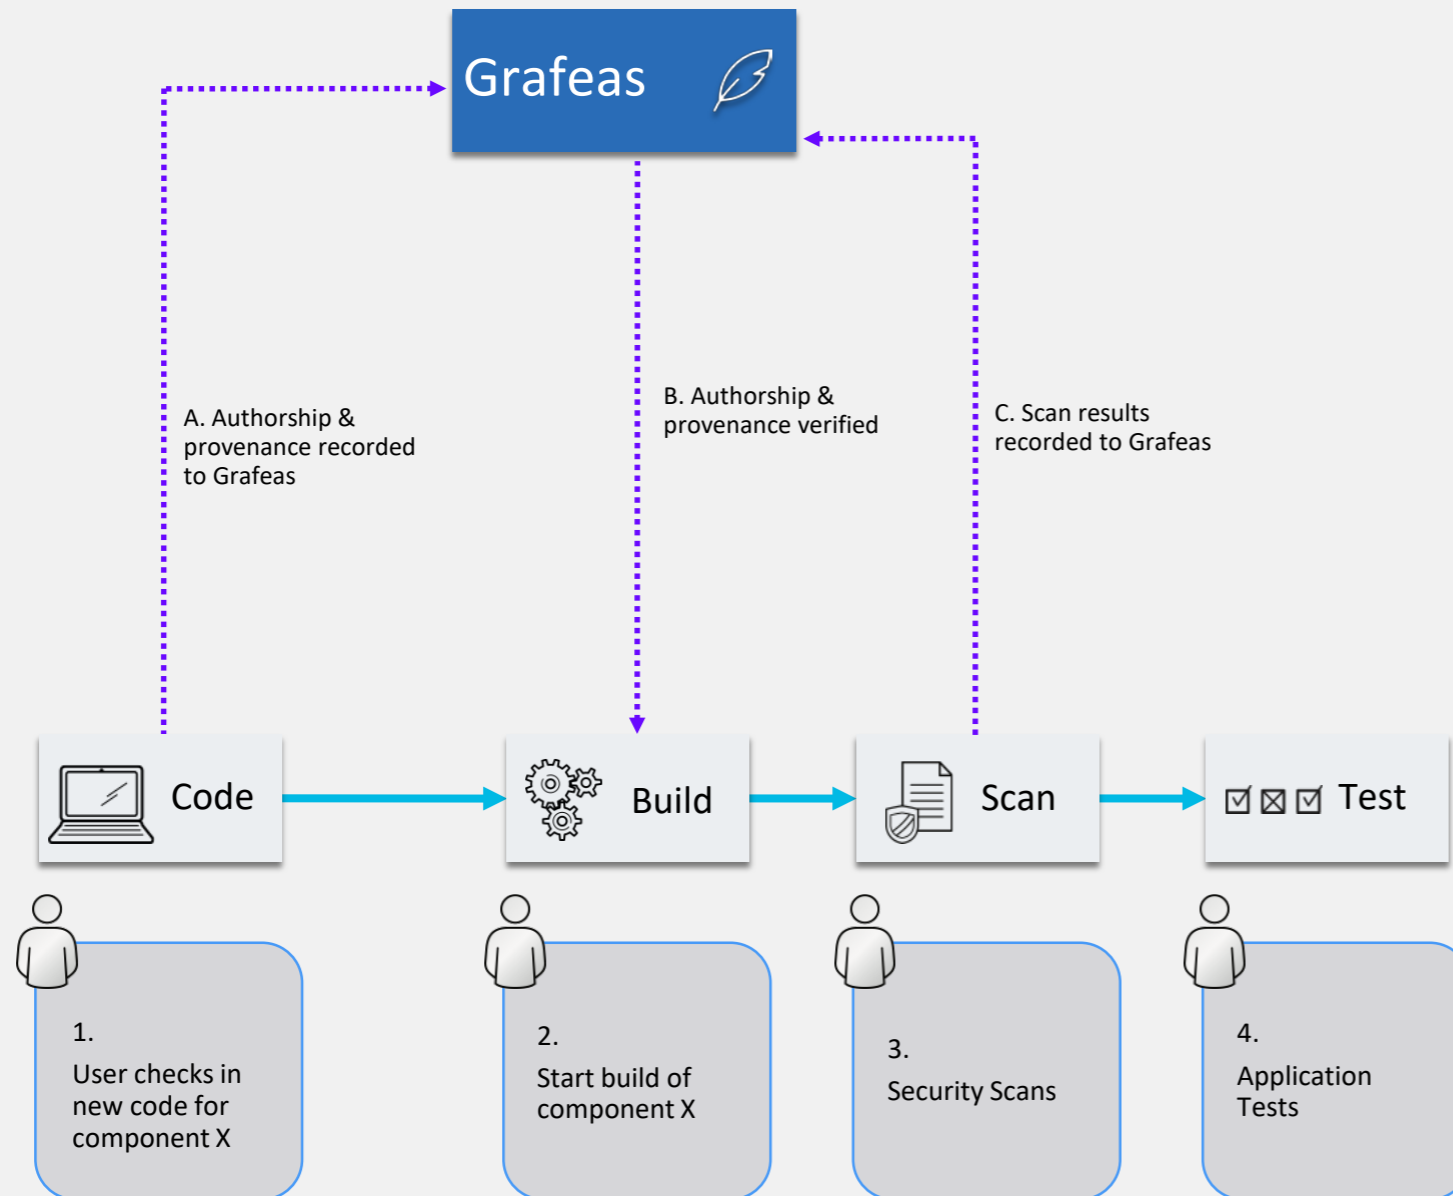 Grafeas
A. Authorship &
provenance recorded
to Grafeas
B. Authorship &
provenance verified
C. Scan results
recorded to Grafeas
Code
Build
Scan
Test
1.
User checks in
new code for
component X
2.
Start build of
component X
3.
Security Scans
4.
Application
Tests